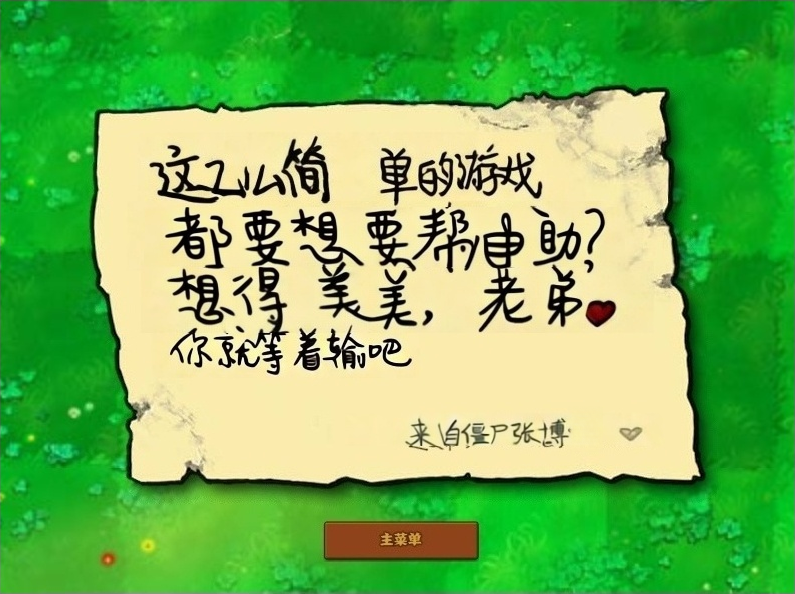 这么简单的游戏
都要想要帮申助?
想得美美,老弟
你就等着输吧
来自僵尸张博
主菜单